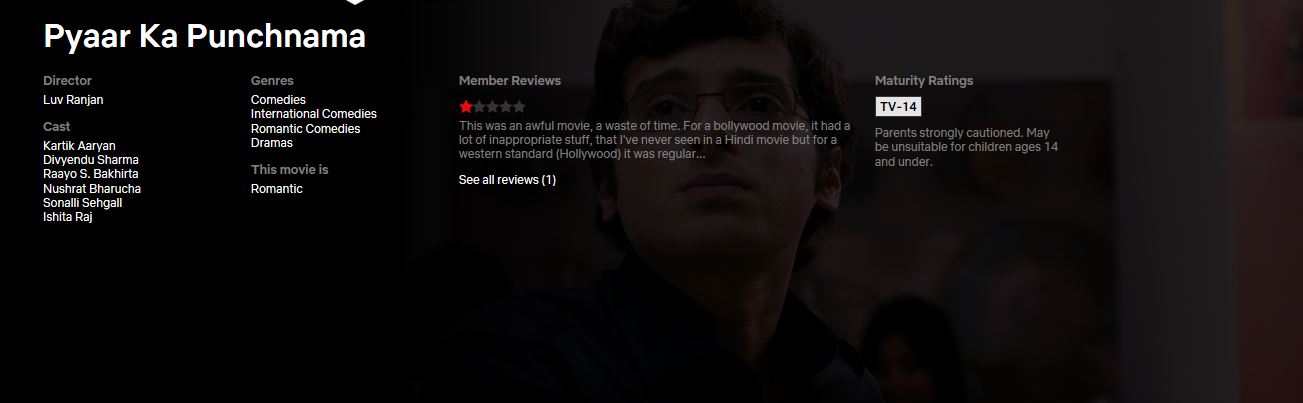 Pyaar Ka Punchnama
Director
Luv Ranjan
Cast
Kartik Aaryan
Divyendu Sharma
Raayo S. Bakhirta
Nushrat Bharucha
Sonalli Sehgall
Ishita Raj
Genres
Comedies
International Comedies
Romantic Comedies
Dramas
This movie is
Romantic
Member Reviews
This was an awful movie, a waste of time. For a bollywood movie, it had a
lot of inappropriate stuff, that I've never seen in a Hindi movie but for a
western standard (Hollywood) it was regular...
See all reviews (1)
Maturity Ratings
TV-14
Parents strongly cautioned. May
be unsuitable for children ages 14
and under.